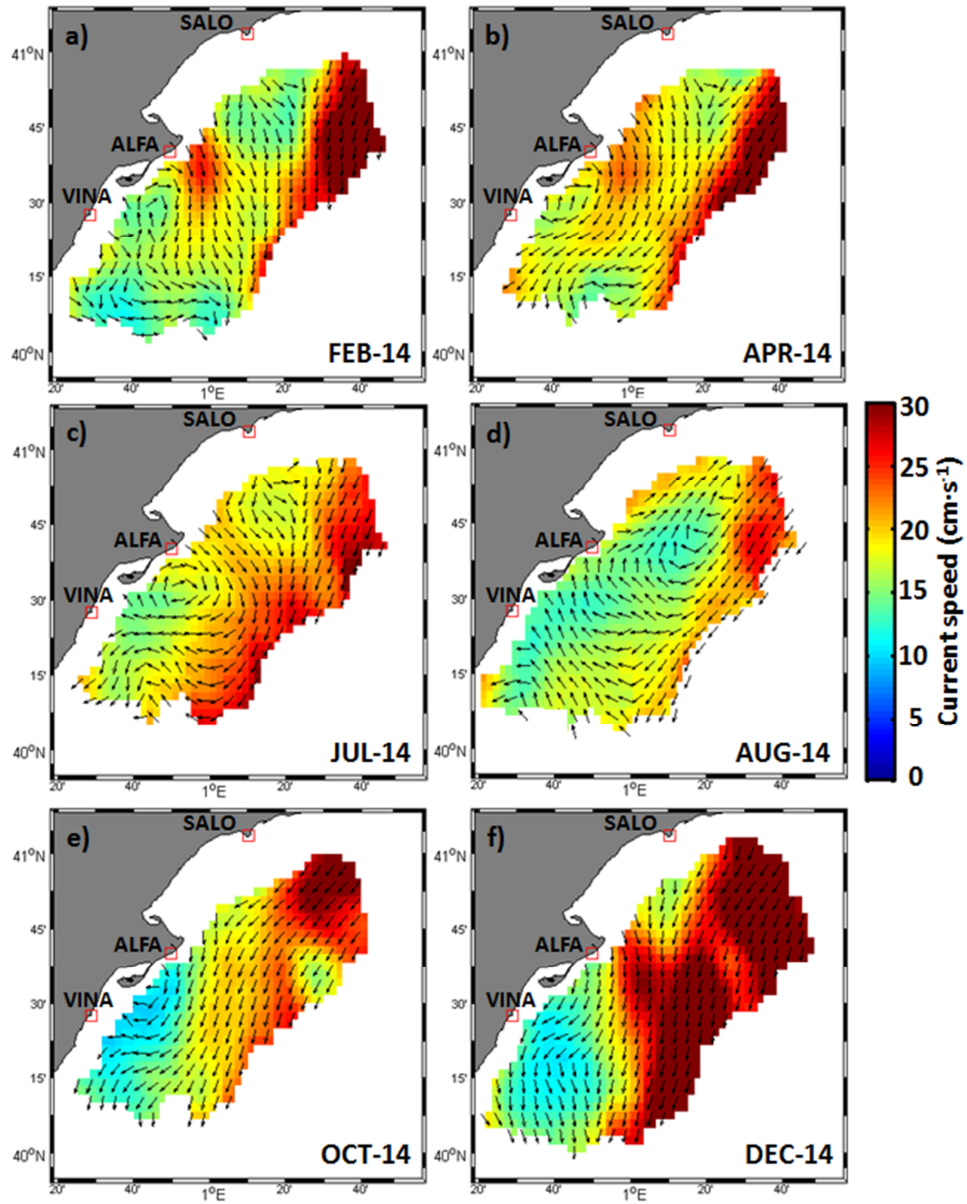 a)
SALO
41°N
45'
ALFA
VINA
30'
15'
40°N
FEB-14
20' 40' 1°E 20' 40'
b)
SALO
41°N
45'
ALFA
VINA
30'
15'
40°N
APR-14
20' 40' 1°E 20' 40'
c)
SALO
41°N
45'
ALFA
VINA
30'
15'
40°N
JUL-14
20' 40' 1°E 20' 40'
d)
SALO
41°N
45'
ALFA
VINA
30'
15'
40°N
AUG-14
20' 40' 1°E 20' 40'
30
25
20
15
10
5
0
Current speed (cm·s⁻¹)
e)
SALO
41°N
45'
ALFA
VINA
30'
15'
40°N
OCT-14
20' 40' 1°E 20' 40'
f)
SALO
41°N
45'
ALFA
VINA
30'
15'
40°N
DEC-14
20' 40' 1°E 20' 40'